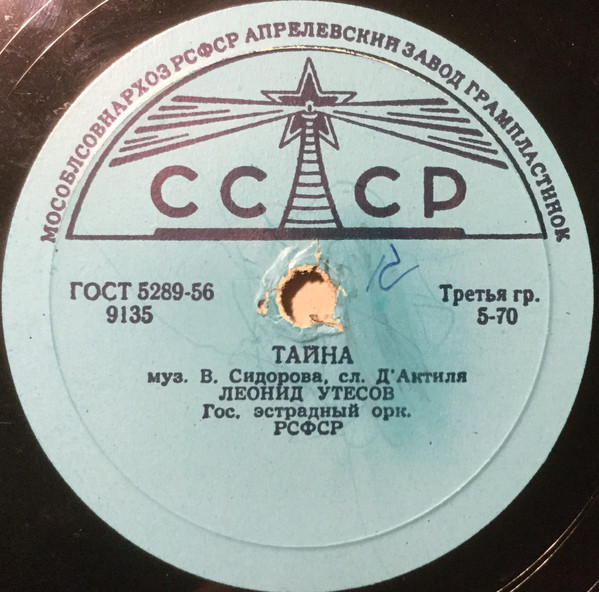 МОСОБЛСОВНАРХОЗ РСФСР АПРЕЛЕВСКИЙ ЗАВОД ГРАМПЛАСТИНОК
СССР
ГОСТ 5289-56
9135
Третья гр.
5-70
ТАЙНА
муз. В. Сидорова, сл. Д'Актиля
ЛЕОНИД УТЕСОВ
Гос. эстрадный орк.
РСФСР